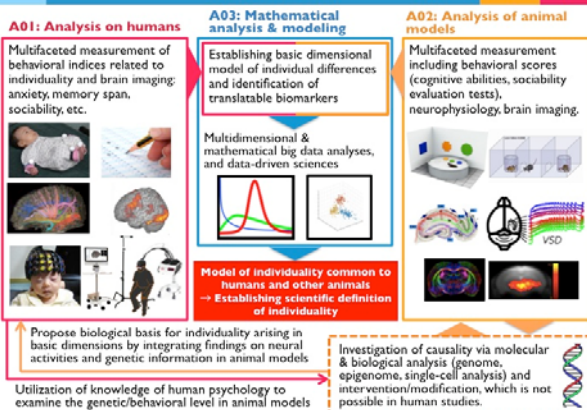 A01: Analysis on humans
Multifaceted measurement of
behavioral indices related to
individuality and brain imaging:
anxiety, memory span,
sociability, etc.
A03: Mathematical
analysis & modeling
Establishing basic dimensional
model of individual differences
and identification of
translatable biomarkers
Multidimensional &
mathematical big data analyses,
and data-driven sciences
Model of individuality common to
humans and other animals
→ Establishing scientific definition
of individuality
A02: Analysis of animal
models
Multifaceted measurement
including behavioral scores
(cognitive abilities, sociability
evaluation tests),
neurophysiology, brain imaging.
VSD
Propose biological basis for individuality arising in
basic dimensions by integrating findings on neural
activities and genetic information in animal models
Utilization of knowledge of human psychology to
examine the genetic/behavioral level in animal models
Investigation of causality via molecular
& biological analysis (genome,
epigenome, single-cell analysis) and
intervention/modification, which is not
possible in human studies.